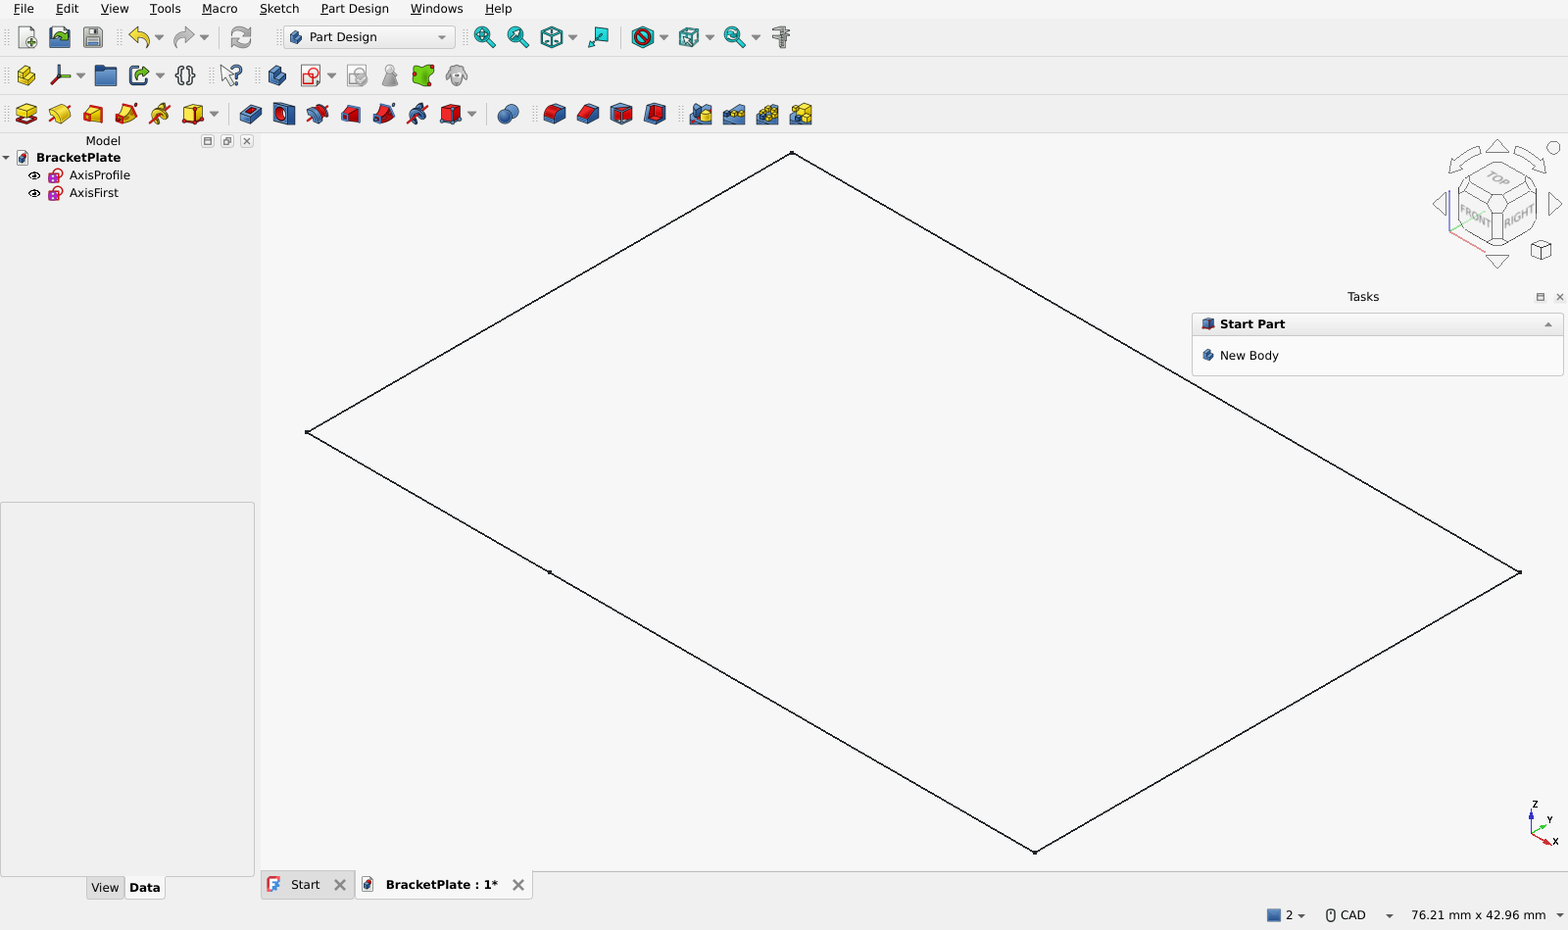 File Edit View Tools Macro Sketch Part Design Windows Help
Part Design
Model
BracketPlate
AxisProfile
AxisFirst
TOP
FRONT
RIGHT
Tasks
Start Part
New Body
Z
Y
X
View Data
Start
BracketPlate : 1*
2
CAD
76.21 mm x 42.96 mm